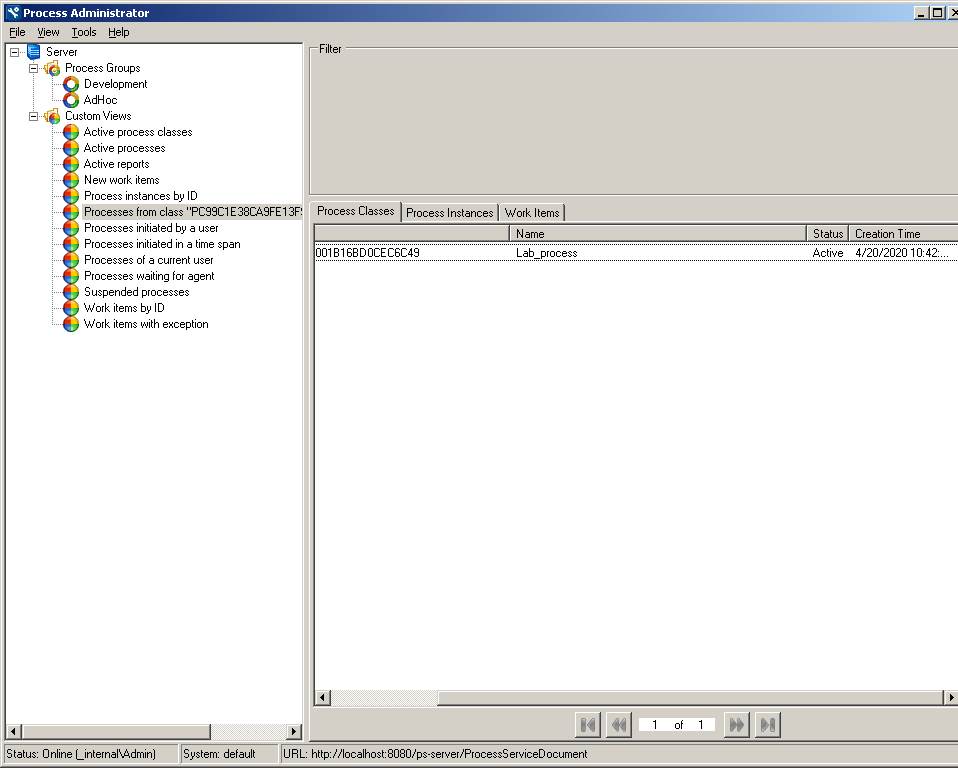 Process Administrator
File View Tools Help
Server
Process Groups
Development
AdHoc
Custom Views
Active process classes
Active processes
Active reports
New work items
Process instances by ID
Processes from class "PC99C1E38CA9FE13F
Processes initiated by a user
Processes initiated in a time span
Processes of a current user
Processes waiting for agent
Suspended processes
Work items by ID
Work items with exception
Filter
Process Classes Process Instances Work Items
Name Status Creation Time
001B16BD0CEC6C49 Lab_process Active 4/20/2020 10:42:...
1 of 1
Status: Online (_internal\Admin) System: default URL: http://localhost:8080/ps-server/ProcessServiceDocument